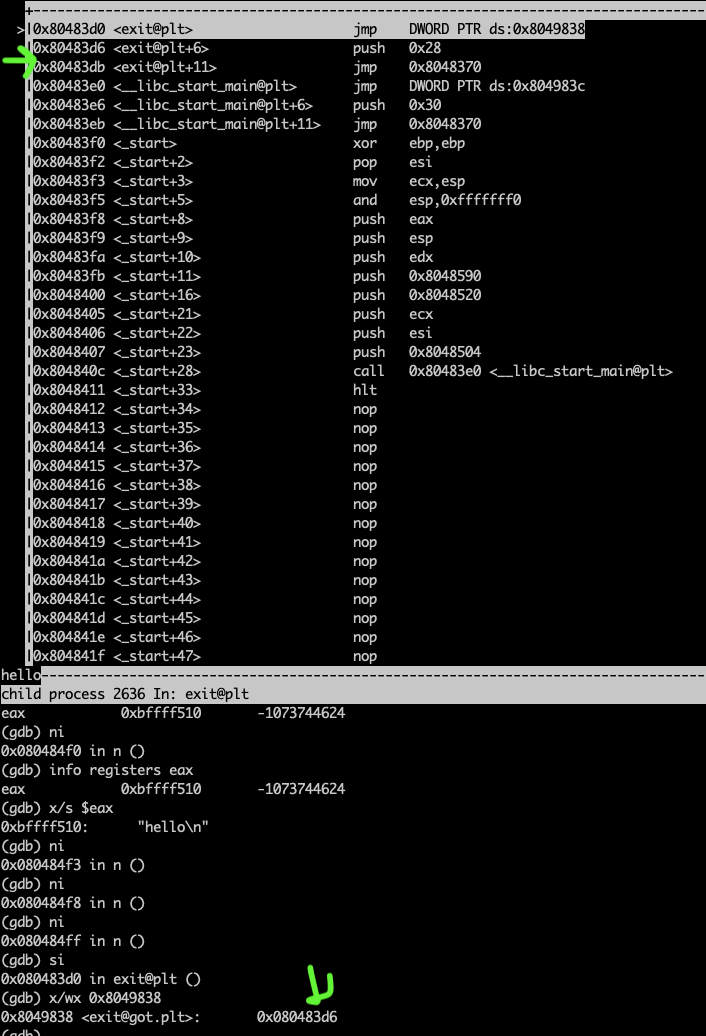 >|0x80483d0 <exit@plt> jmp DWORD PTR ds:0x8049838
|0x80483d6 <exit@plt+6> push 0x28
|0x80483db <exit@plt+11> jmp 0x8048370
|0x80483e0 <__libc_start_main@plt> jmp DWORD PTR ds:0x804983c
|0x80483e6 <__libc_start_main@plt+6> push 0x30
|0x80483eb <__libc_start_main@plt+11> jmp 0x8048370
|0x80483f0 <_start> xor ebp,ebp
|0x80483f2 <_start+2> pop esi
|0x80483f3 <_start+3> mov ecx,esp
|0x80483f5 <_start+5> and esp,0xfffffff0
|0x80483f8 <_start+8> push eax
|0x80483f9 <_start+9> push esp
|0x80483fa <_start+10> push edx
|0x80483fb <_start+11> push 0x8048590
|0x8048400 <_start+16> push 0x8048520
|0x8048405 <_start+21> push ecx
|0x8048406 <_start+22> push esi
|0x8048407 <_start+23> push 0x8048504
|0x804840c <_start+28> call 0x80483e0 <__libc_start_main@plt>
|0x8048411 <_start+33> hlt
|0x8048412 <_start+34> nop
|0x8048413 <_start+35> nop
|0x8048414 <_start+36> nop
|0x8048415 <_start+37> nop
|0x8048416 <_start+38> nop
|0x8048417 <_start+39> nop
|0x8048418 <_start+40> nop
|0x8048419 <_start+41> nop
|0x804841a <_start+42> nop
|0x804841b <_start+43> nop
|0x804841c <_start+44> nop
|0x804841d <_start+45> nop
|0x804841e <_start+46> nop
|0x804841f <_start+47> nop
hello
child process 2636 In: exit@plt
eax 0xbffff510 -1073744624
(gdb) ni
0x080484f0 in n ()
(gdb) info registers eax
eax 0xbffff510 -1073744624
(gdb) x/s $eax
0xbffff510: "hello\n"
(gdb) ni
0x080484f3 in n ()
(gdb) ni
0x080484f8 in n ()
(gdb) ni
0x080484ff in n ()
(gdb) si
0x080483d0 in exit@plt ()
(gdb) x/wx 0x8049838
0x8049838 <exit@got.plt>: 0x080483d6
(gdb)